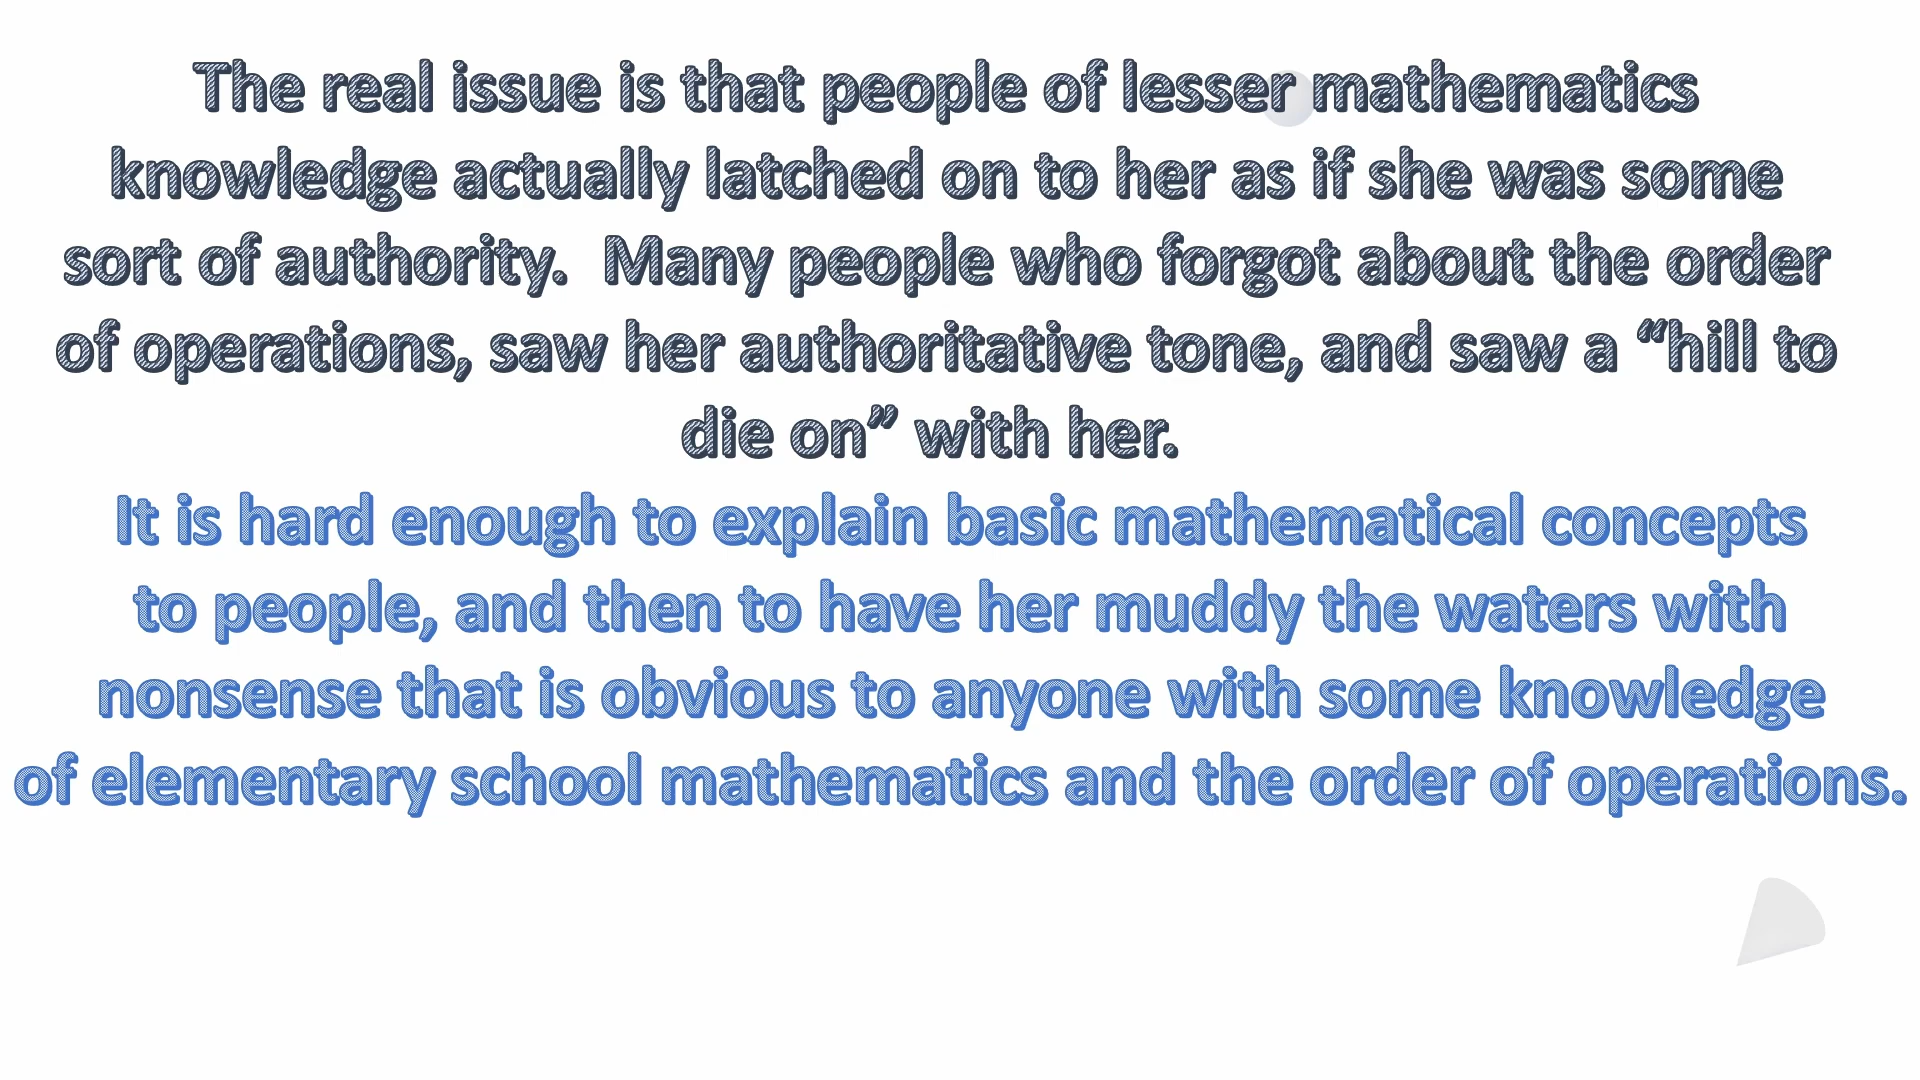 The real issue is that people of lesser mathematics
knowledge actually latched on to her as if she was some
sort of authority.  Many people who forgot about the order
of operations, saw her authoritative tone, and saw a “hill to
die on” with her.
It is hard enough to explain basic mathematical concepts
to people, and then to have her muddy the waters with
nonsense that is obvious to anyone with some knowledge
of elementary school mathematics and the order of operations.